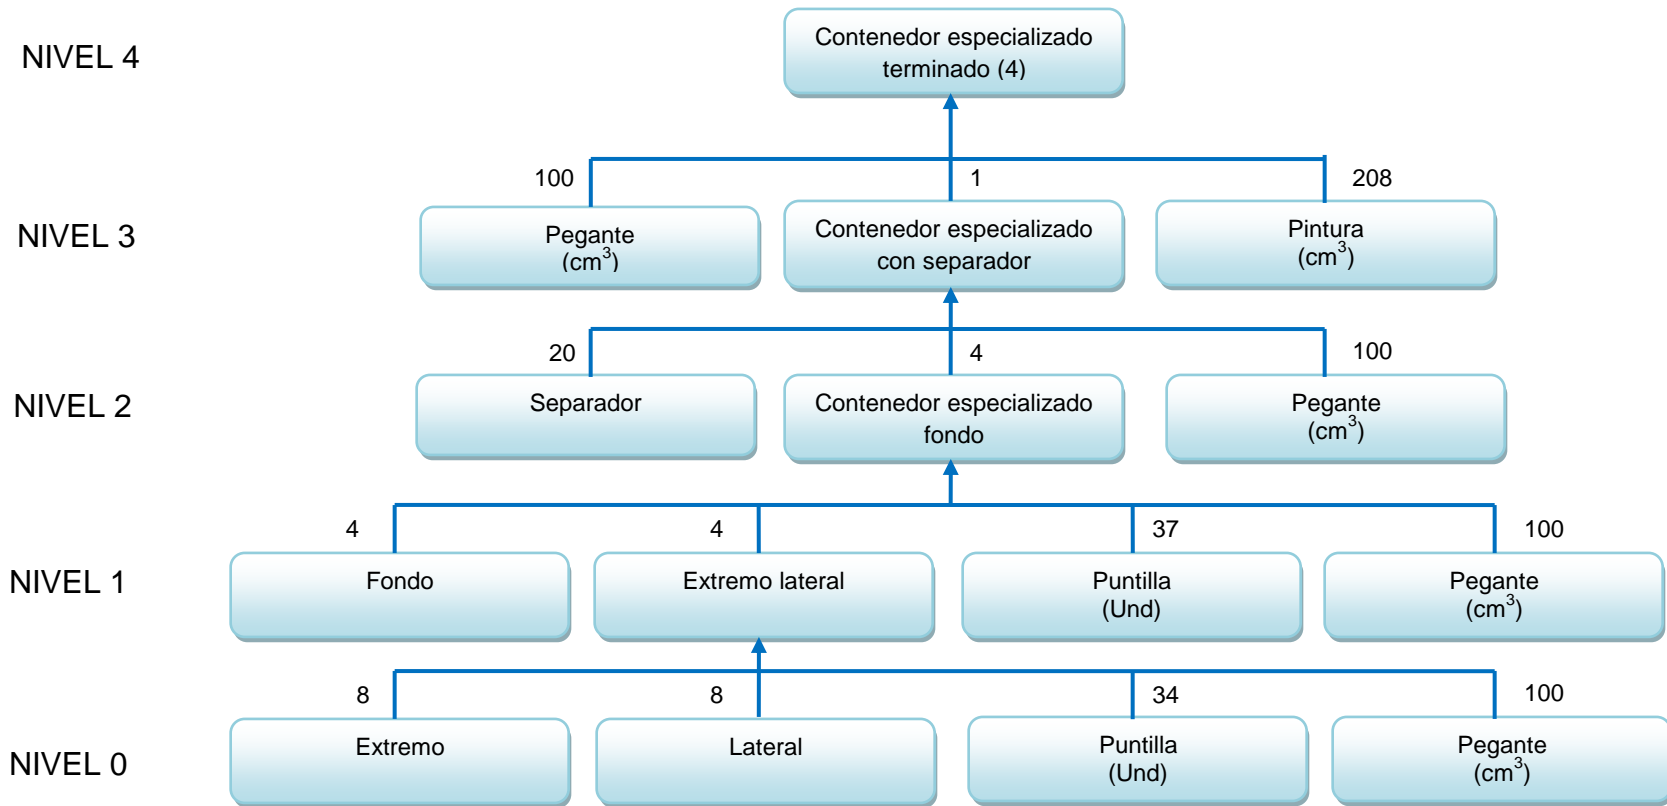 NIVEL 4
Contenedor especializado
terminado (4)
100
1
208
NIVEL 3
Pegante
(cm³)
Contenedor especializado
con separador
Pintura
(cm³)
20
4
100
NIVEL 2
Separador
Contenedor especializado
fondo
Pegante
(cm³)
4
4
37
100
NIVEL 1
Fondo
Extremo lateral
Puntilla
(Und)
Pegante
(cm³)
8
8
34
100
NIVEL 0
Extremo
Lateral
Puntilla
(Und)
Pegante
(cm³)